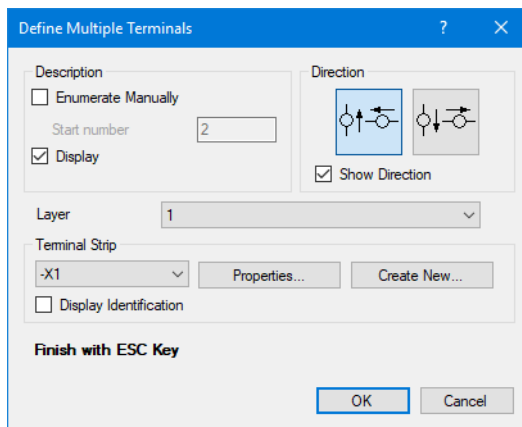 Define Multiple Terminals
Description
Enumerate Manually
Start number 2
Display
Direction
Show Direction
Layer 1
Terminal Strip
-X1 Properties... Create New...
Display Identification
Finish with ESC Key
OK Cancel